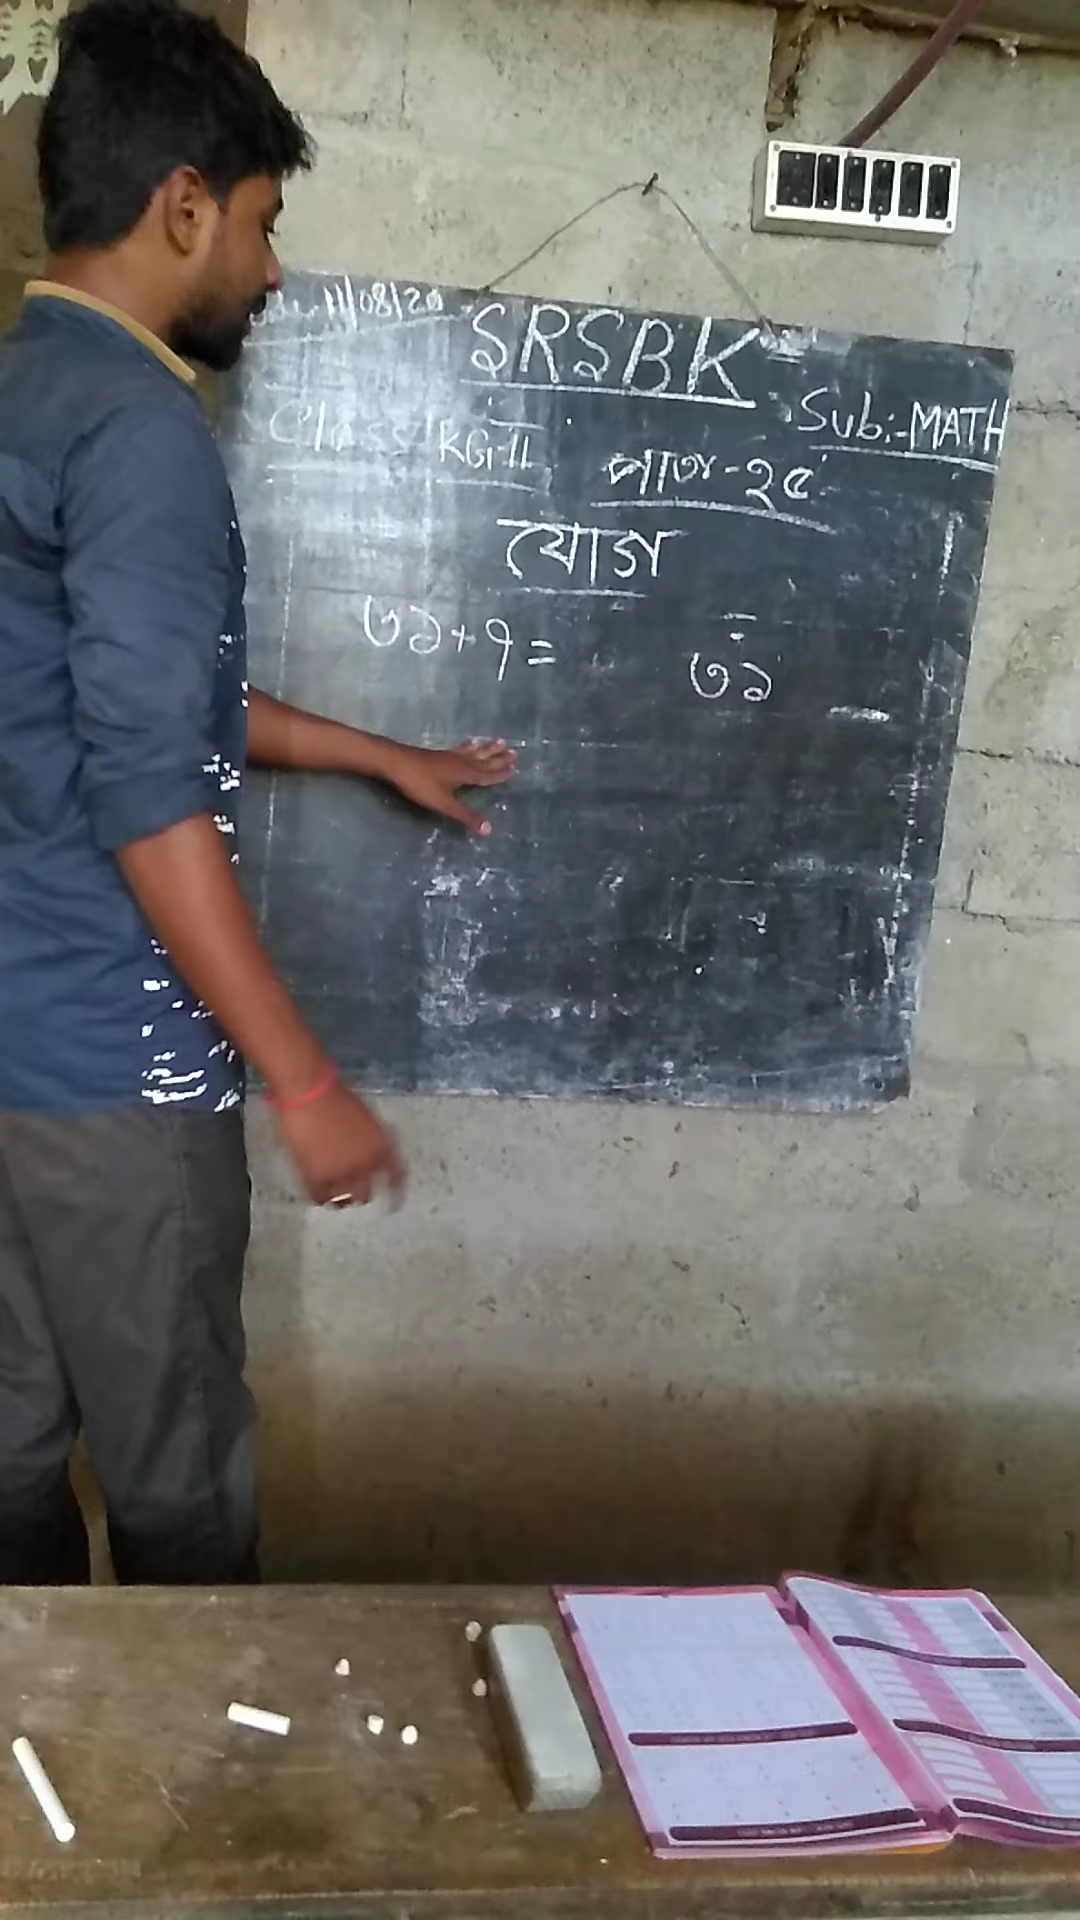 11/08/20
SRSBK
Class KG-II
Sub:-MATH
পাত-২৫
যোগ
৩১+৭=
৩১